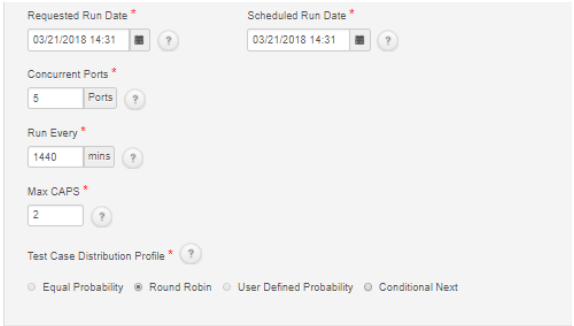 Requested Run Date * Scheduled Run Date *
03/21/2018 14:31 ? 03/21/2018 14:31 ?
Concurrent Ports *
5 Ports ?
Run Every *
1440 mins ?
Max CAPS *
2 ?
Test Case Distribution Profile * ?
Equal Probability Round Robin User Defined Probability Conditional Next